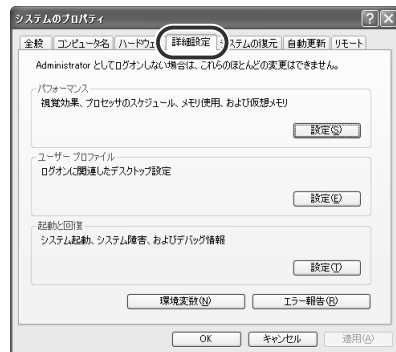 システムのプロパティ
全般 コンピュータ名 ハードウェ 詳細設定 ステムの復元 自動更新 リモート
Administrator としてログオンしない場合は、これらのほとんどの変更はできません。
パフォーマンス
視覚効果、プロセッサのスケジュール、メモリ使用、および仮想メモリ
設定(S)
ユーザー プロファイル
ログオンに関連したデスクトップ設定
設定(E)
起動と回復
システム起動、システム障害、およびデバッグ情報
設定(T)
環境変数(N) エラー報告(R)
OK キャンセル 適用(A)